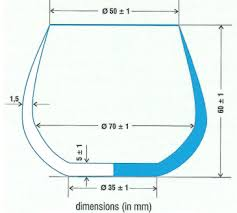 Ø 50 ± 1
1,5
Ø 70 ± 1
60 ± 1
5 ± 1
Ø 35 ± 1
dimensions (in mm)